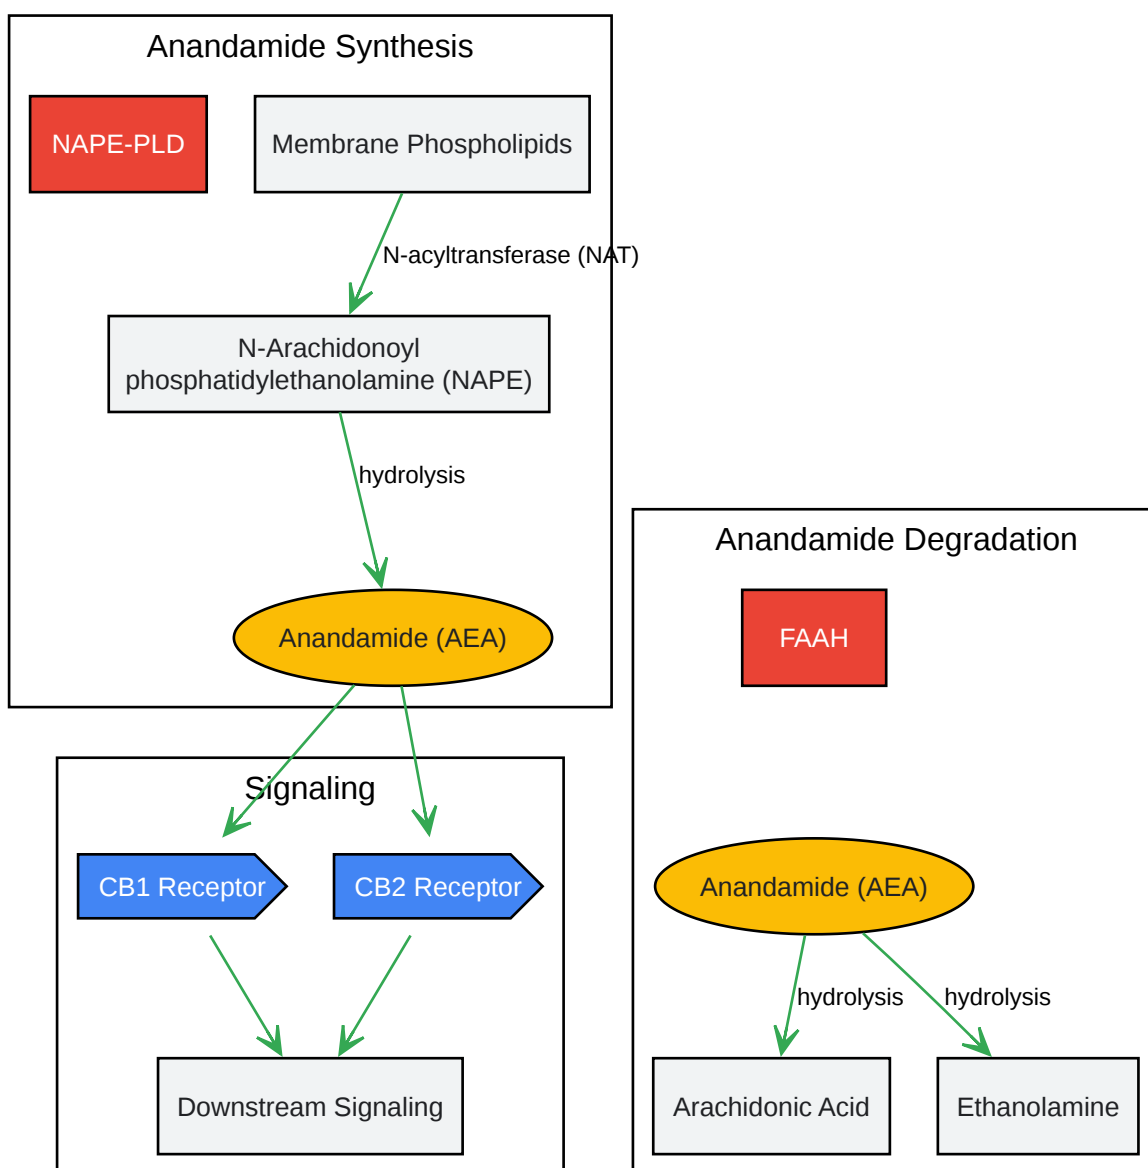 Anandamide Synthesis
NAPE-PLD
Membrane Phospholipids
N-acyltransferase (NAT)
N-Arachidonoyl
phosphatidylethanolamine (NAPE)
hydrolysis
Anandamide (AEA)
Signaling
CB1 Receptor
CB2 Receptor
Downstream Signaling
Anandamide Degradation
FAAH
Anandamide (AEA)
hydrolysis
hydrolysis
Arachidonic Acid
Ethanolamine